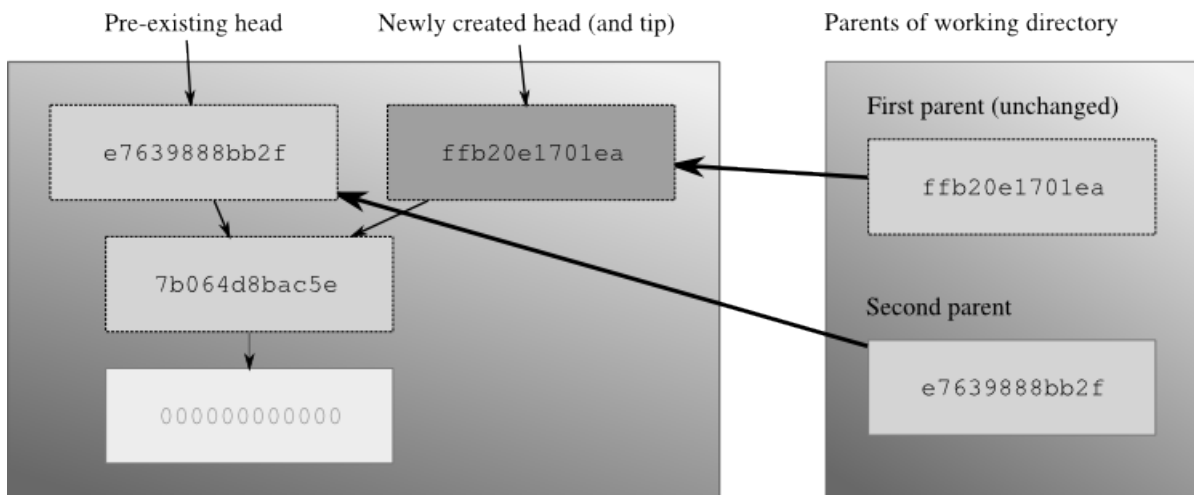 Pre-existing head
Newly created head (and tip)
Parents of working directory
First parent (unchanged)
e7639888bb2f
ffb20e1701ea
ffb20e1701ea
7b064d8bac5e
Second parent
e7639888bb2f
000000000000